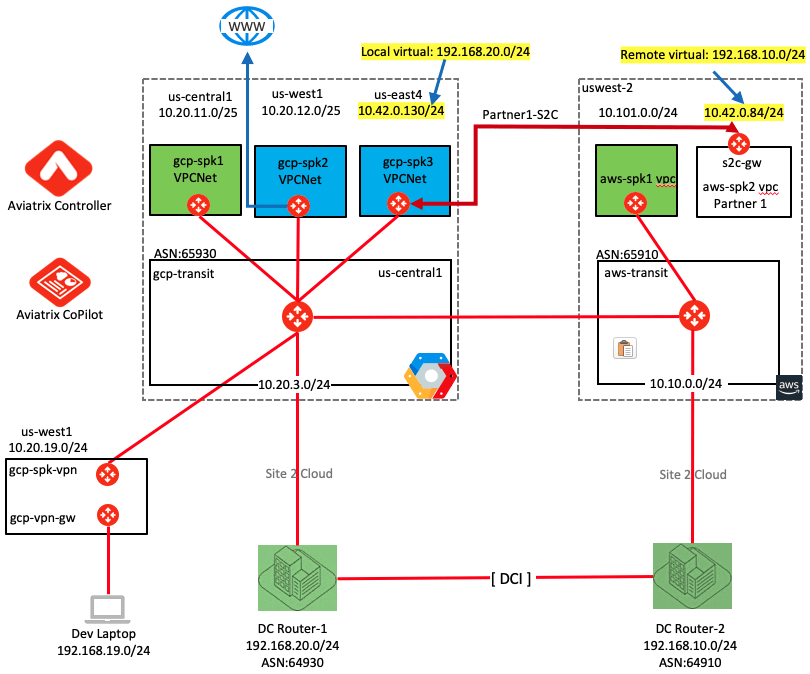 WWW
Local virtual: 192.168.20.0/24
Remote virtual: 192.168.10.0/24
us-central1
10.20.11.0/25
us-west1
10.20.12.0/25
us-east4
10.42.0.130/24
uswest-2
10.101.0.0/24
10.42.0.84/24
Partner1-S2C
gcp-spk1
VPCNet
gcp-spk2
VPCNet
gcp-spk3
VPCNet
aws-spk1 vpc
s2c-gw
aws-spk2 vpc
Partner 1
Aviatrix Controller
ASN:65930
gcp-transit
us-central1
ASN:65910
aws-transit
Aviatrix CoPilot
10.20.3.0/24
10.10.0.0/24
aws
us-west1
10.20.19.0/24
gcp-spk-vpn
gcp-vpn-gw
Site 2 Cloud
Site 2 Cloud
[ DCI ]
Dev Laptop
192.168.19.0/24
DC Router-1
192.168.20.0/24
ASN:64930
DC Router-2
192.168.10.0/24
ASN:64910